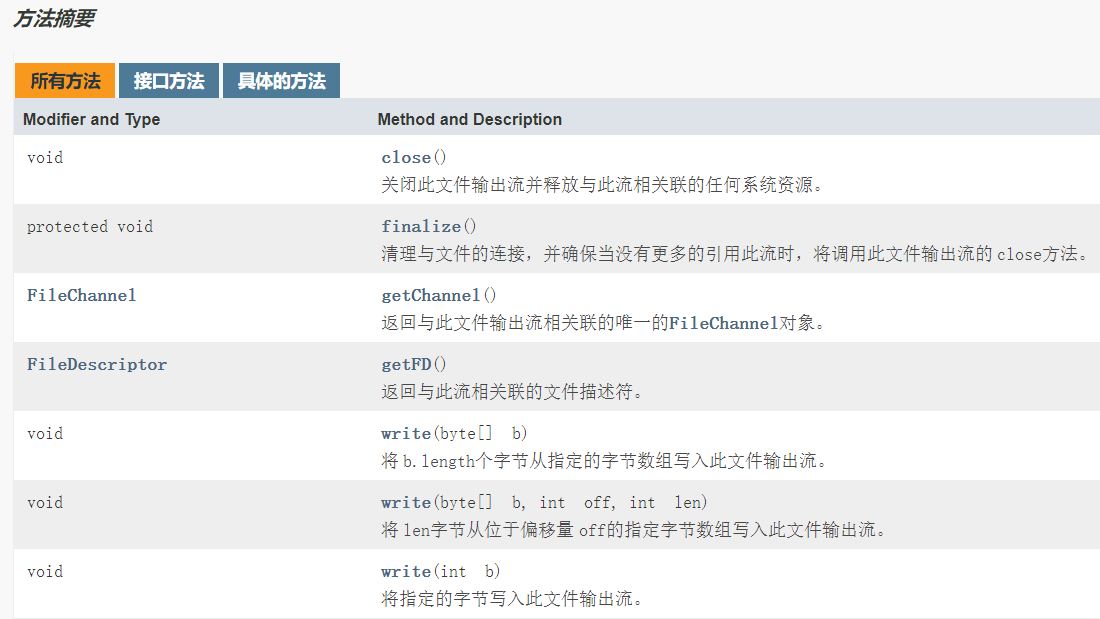 方法摘要
所有方法 接口方法 具体的方法
Modifier and Type Method and Description
void close()
关闭此文件输出流并释放与此流相关联的任何系统资源。
protected void finalize()
清理与文件的连接，并确保当没有更多的引用此流时，将调用此文件输出流的 close方法。
FileChannel getChannel()
返回与此文件输出流相关联的唯一的FileChannel对象。
FileDescriptor getFD()
返回与此流相关联的文件描述符。
void write(byte[] b)
将 b.length个字节从指定的字节数组写入此文件输出流。
void write(byte[] b, int off, int len)
将 len字节从位于偏移量 off的指定字节数组写入此文件输出流。
void write(int b)
将指定的字节写入此文件输出流。